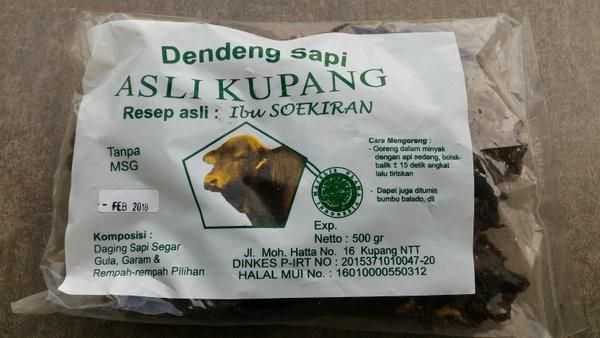 Dendeng sapi
ASLI KUPANG
Resep asli : Ibu SOEKIRAN
Tanpa
MSG
- FEB 2018
Komposisi :
Daging Sapi Segar
Gula, Garam &
Rempah-rempah Pilihan
Cara Mengoreng :
- Goreng dalam minyak
dengan api sedang, bolak-
balik ± 15 detik angkat
lalu tiriskan
- Dapat juga ditumis
bumbu balado, dll
Exp.
Netto : 500 gr
Jl. Moh. Hatta No. 16 Kupang NTT
DINKES P-IRT NO : 2015371010047-20
HALAL MUI No. : 16010000550312